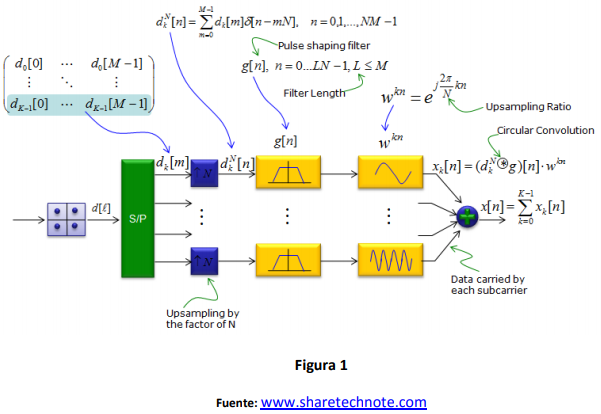 d_k^N[n] = \sum_{m=0}^{M-1} d_k[m]δ[n−mN],   n=0,1,...,NM−1
Pulse shaping filter
g[n], n=0...LN−1, L≤M
Filter Length
w^{kn} = e^{j\frac{2π}{N}kn}
Upsampling Ratio
d_0[0] ⋯ d_0[M−1]
⋮ ⋱ ⋮
d_{K−1}[0] ⋯ d_{K−1}[M−1]
Circular Convolution
g[n]
w^{kn}
d_k[m]
d_k^N[n]
x_k[n] = (d_k^N ⊛ g)[n]·w^{kn}
↑N
d[ℓ]
S/P
⋮ ⋮ ⋮
+
x[n] = \sum_{k=0}^{K−1} x_k[n]
↑N
Upsampling by
the factor of N
Data carried by
each subcarrier
Figura 1
Fuente: www.sharetechnote.com